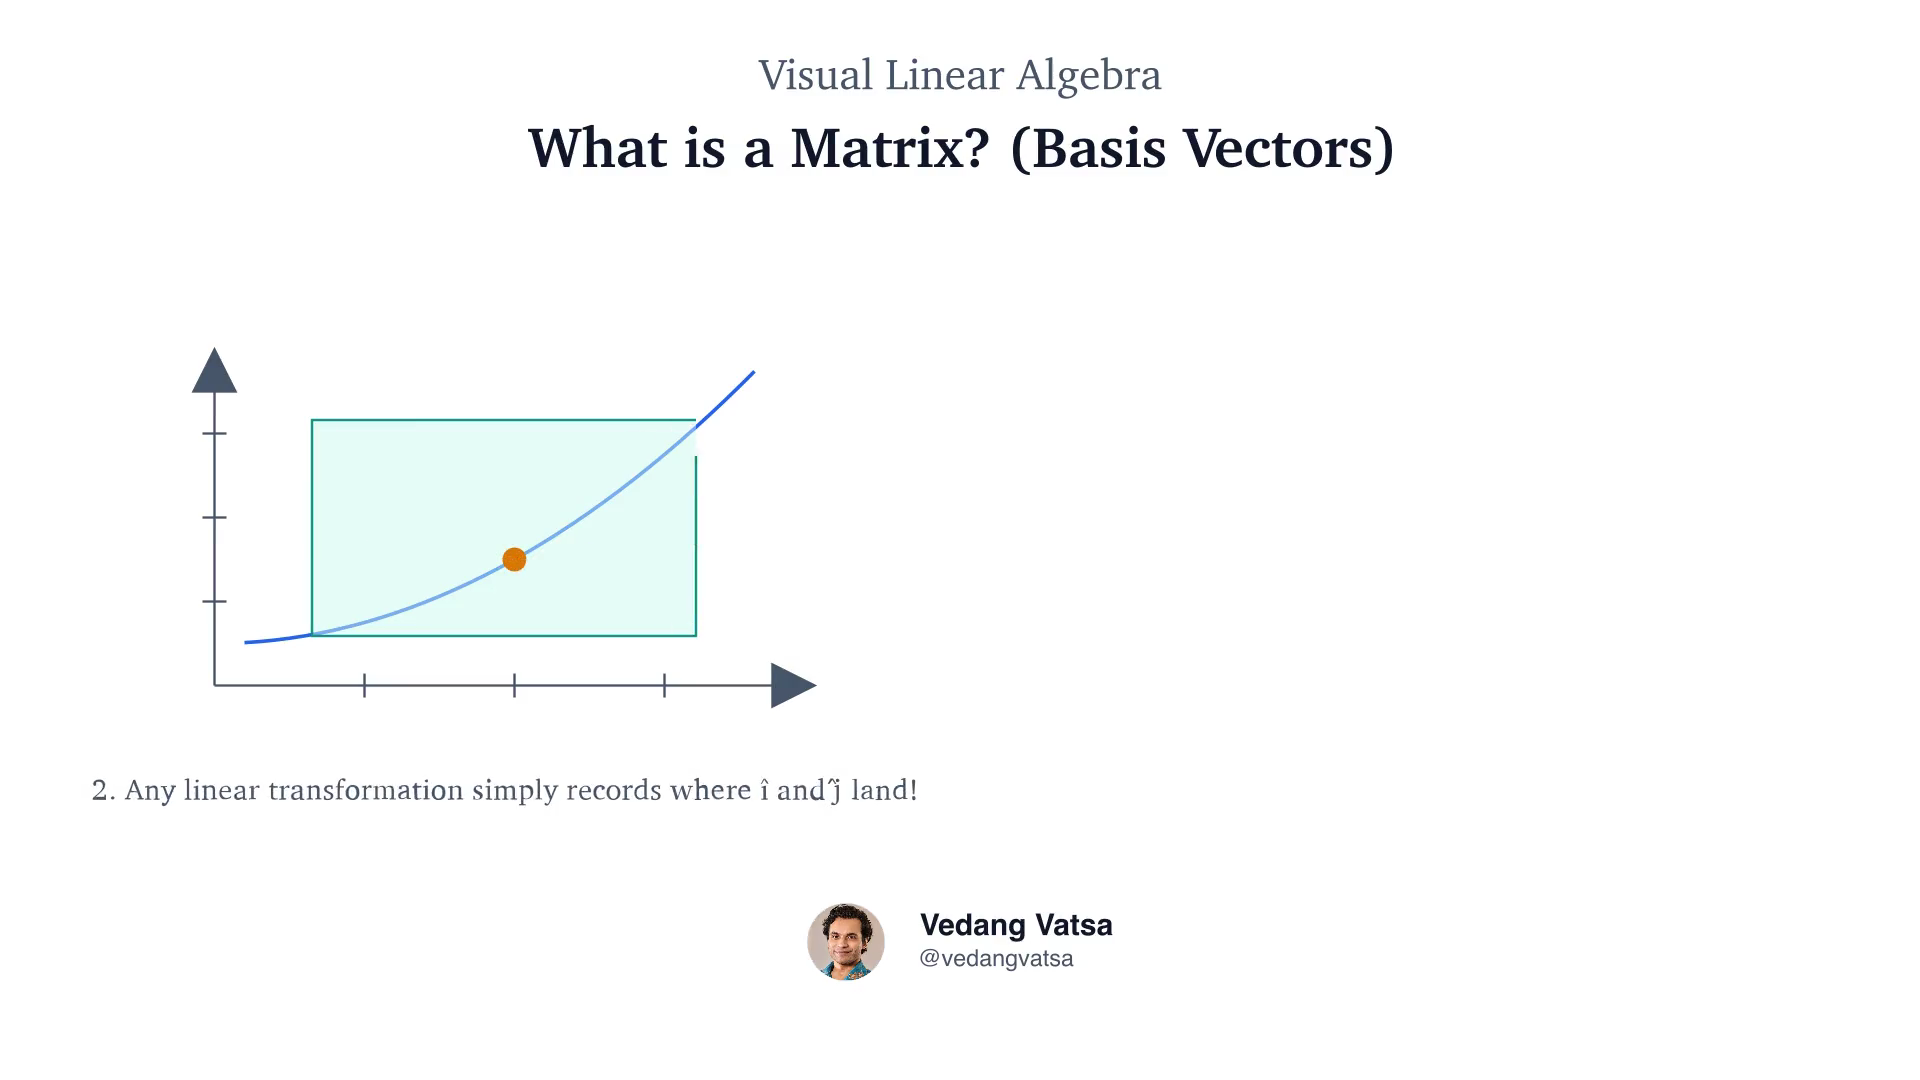 Visual Linear Algebra
What is a Matrix? (Basis Vectors)
2. Any linear transformation simply records where î and ĵ land!
Vedang Vatsa
@vedangvatsa